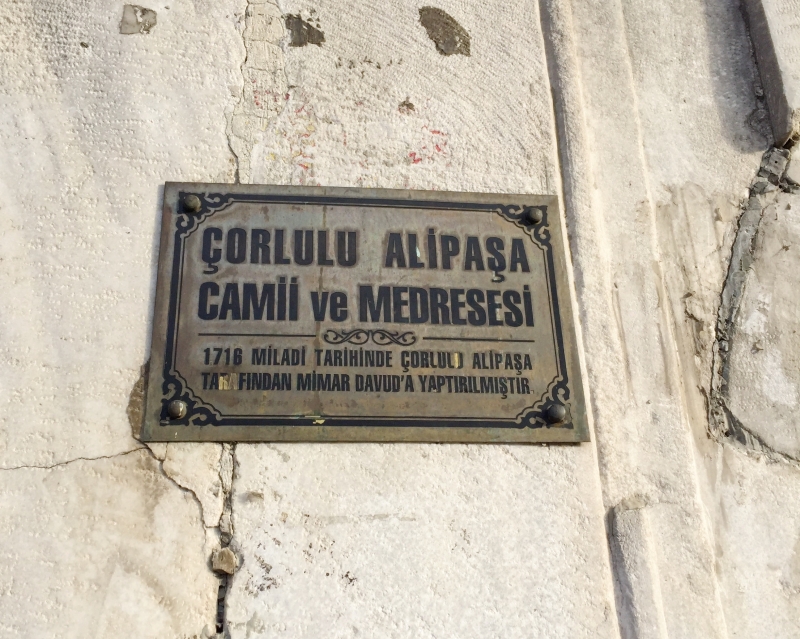 ÇORLULU ALİPAŞA
CAMİİ ve MEDRESESİ
1716 MİLADİ TARİHİNDE ÇORLULU ALİPAŞA
TARAFINDAN MİMAR DAVUD'A YAPTIRILMIŞTIR.